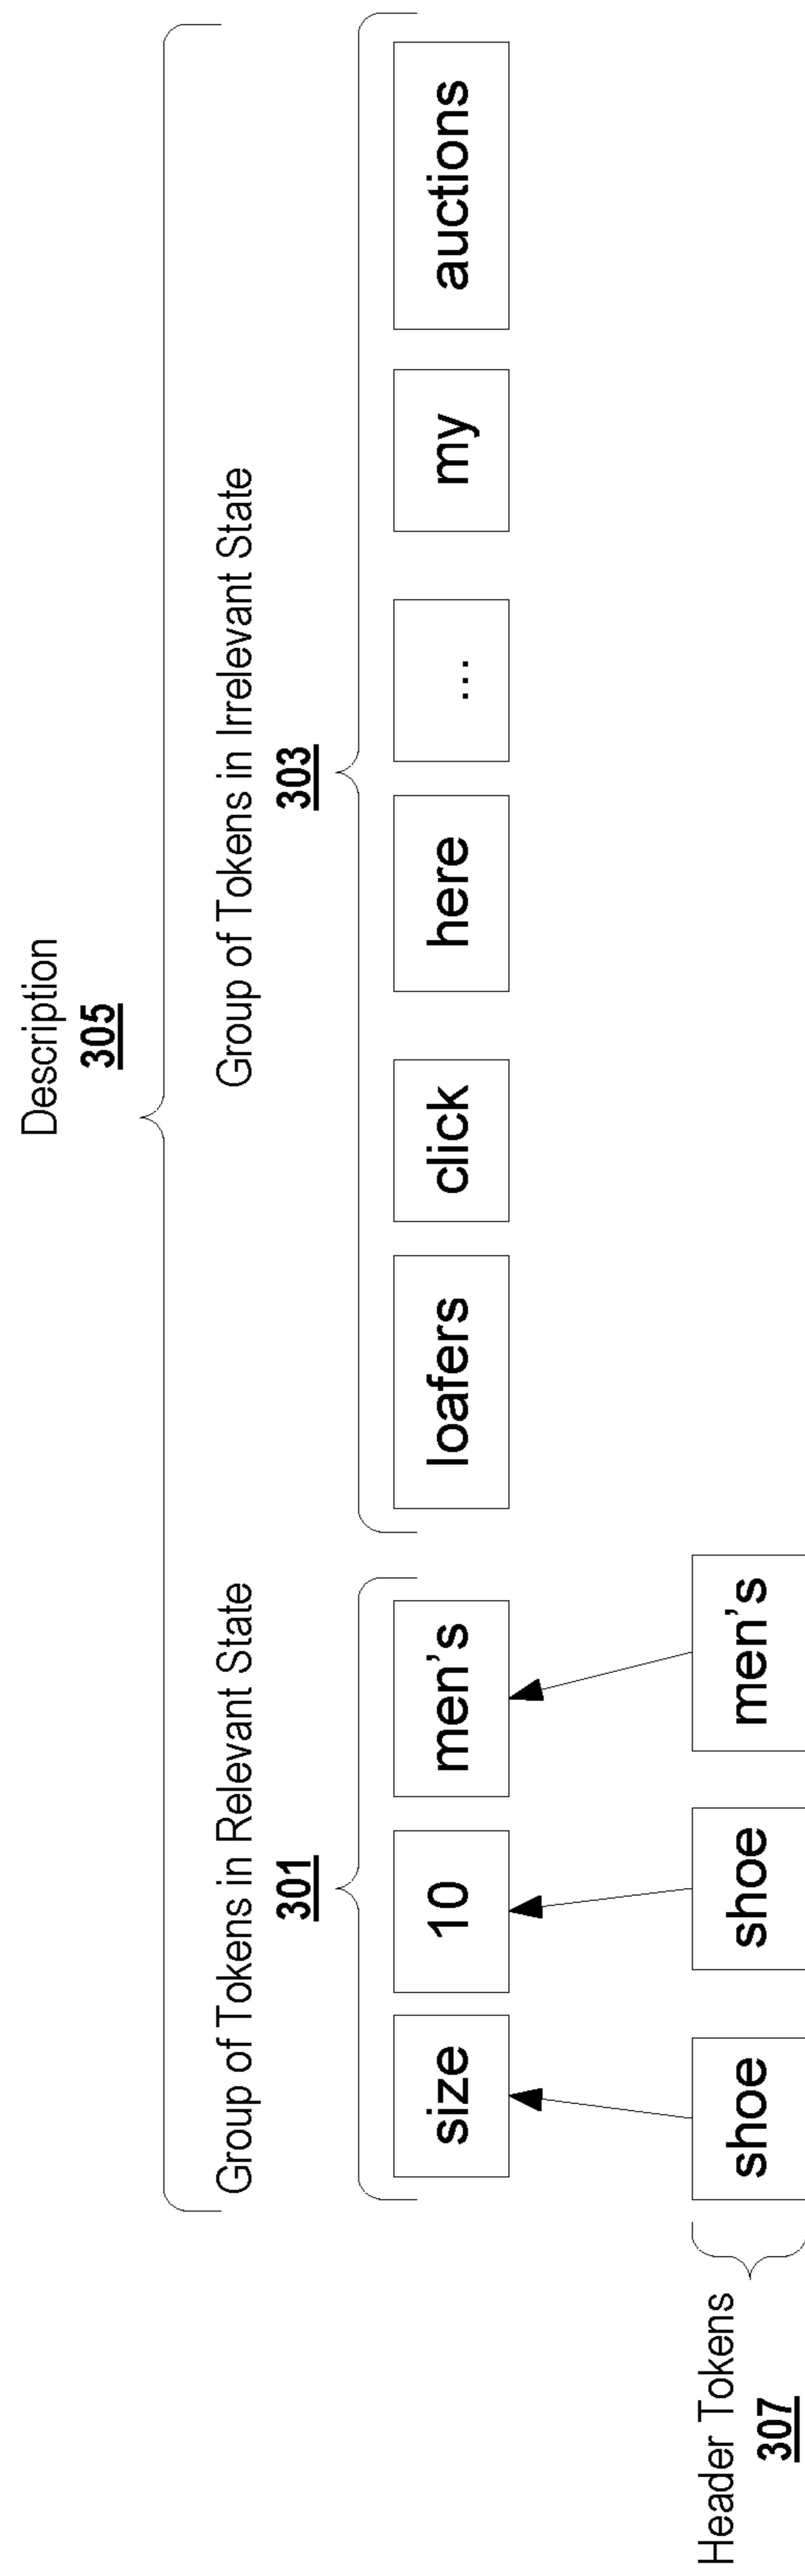 Description
305
Group of Tokens in Relevant State
301
Group of Tokens in Irrelevant State
303
size
10
men's
loafers
click
here
...
my
auctions
Header Tokens
307
shoe
shoe
men's